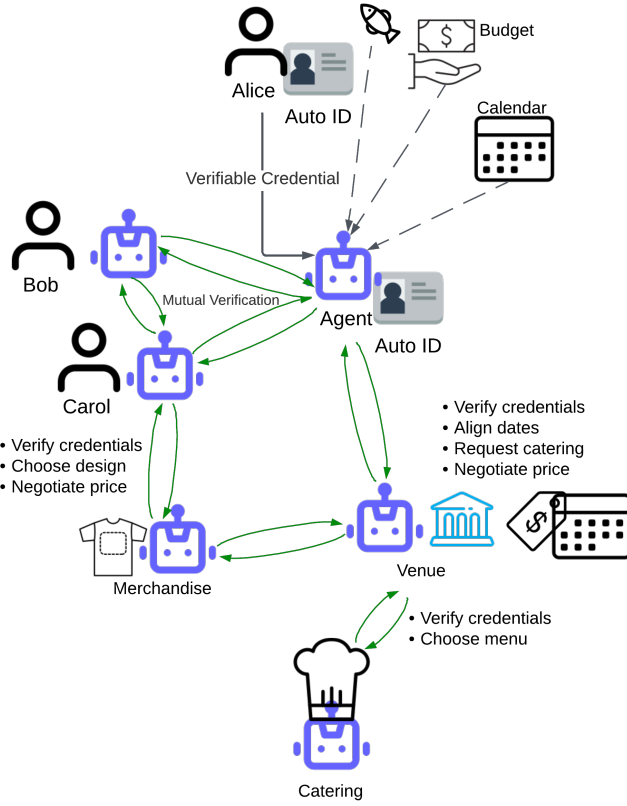 Budget
Alice
Auto ID
Calendar
Verifiable Credential
Bob
Mutual Verification
Agent
Auto ID
Carol
• Verify credentials
• Align dates
• Request catering
• Negotiate price
• Verify credentials
• Choose design
• Negotiate price
$
Merchandise
Venue
• Verify credentials
• Choose menu
Catering